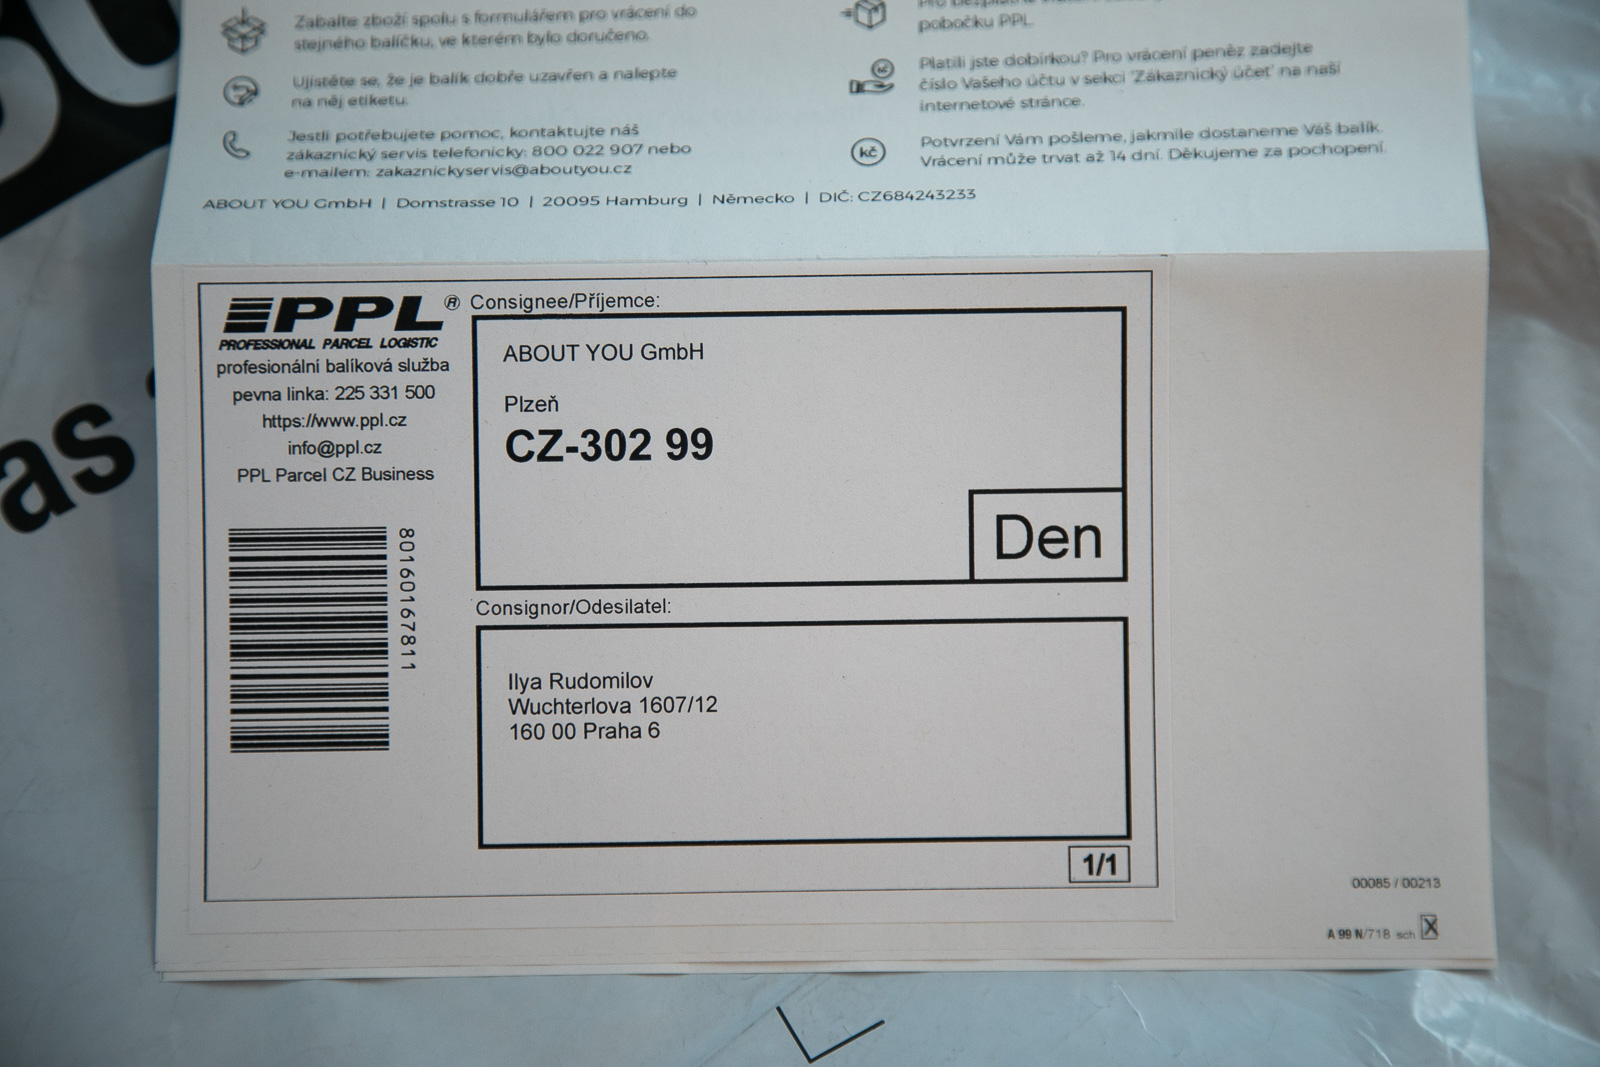 Zabalte zboží spolu s formulářem pro vrácení do
stejného balíčku, ve kterém bylo doručeno.
Ujistěte se, že je balík dobře uzavřen a nalepte
na něj etiketu.
Jestli potřebujete pomoc, kontaktujte náš
zákaznický servis telefonicky: 800 022 907 nebo
e-mailem: zakaznickyservis@aboutyou.cz
pobočku PPL.
Platili jste dobírkou? Pro vrácení peněz zadejte
číslo Vašeho účtu v sekci 'Zákaznický účet' na naší
internetové stránce.
kč
Potvrzení Vám pošleme, jakmile dostaneme Váš balík.
Vrácení může trvat až 14 dní. Děkujeme za pochopení.
ABOUT YOU GmbH | Domstrasse 10 | 20095 Hamburg | Německo | DIČ: CZ684243233
PPL ®
PROFESSIONAL PARCEL LOGISTIC
profesionální balíková služba
pevna linka: 225 331 500
https://www.ppl.cz
info@ppl.cz
PPL Parcel CZ Business
80160167811
Consignee/Příjemce:
ABOUT YOU GmbH
Plzeň
CZ-302 99
Den
Consignor/Odesilatel:
Ilya Rudomilov
Wuchterlova 1607/12
160 00 Praha 6
1/1
00085 / 00213
A 99 N/718 sch X
as